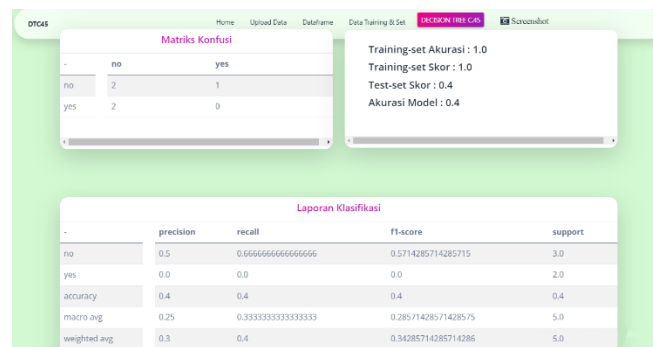 DTC45 Home Upload Data Dataframe Data Training & Set DECISION TREE C45 Screenshot
Matriks Konfusi
- no yes
no 2 1
yes 2 0
Training-set Akurasi : 1.0
Training-set Skor : 1.0
Test-set Skor : 0.4
Akurasi Model : 0.4
Laporan Klasifikasi
- precision recall f1-score support
no 0.5 0.6666666666666666 0.5714285714285715 3.0
yes 0.0 0.0 0.0 2.0
accuracy 0.4 0.4 0.4 0.4
macro avg 0.25 0.3333333333333333 0.28571428571428575 5.0
weighted avg 0.3 0.4 0.34285714285714286 5.0